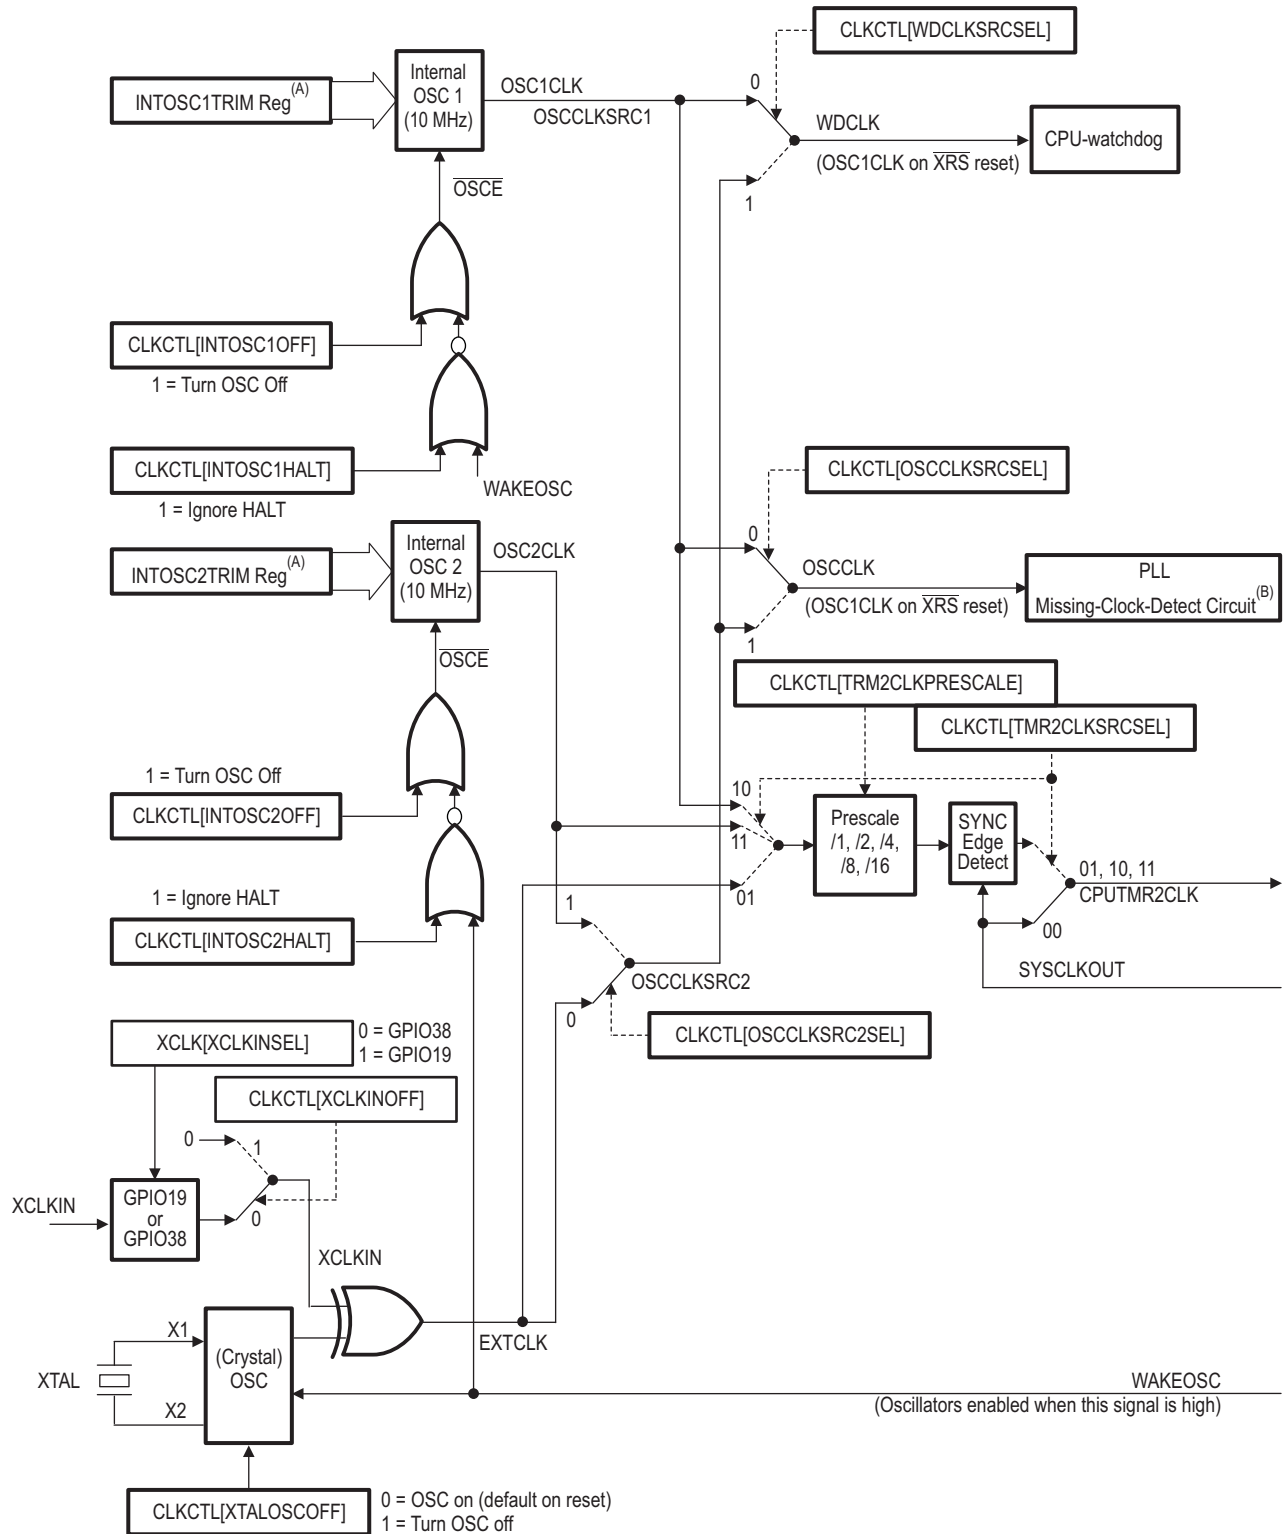 CLKCTL[WDCLKSRCSEL]
INTOSC1TRIM Reg(A)
Internal
OSC 1
(10 MHz)
OSC1CLK
OSCCLKSRC1
0
WDCLK
(OSC1CLK on XRS reset)
CPU-watchdog
1
OSCE
CLKCTL[INTOSC1OFF]
1 = Turn OSC Off
CLKCTL[INTOSC1HALT]
1 = Ignore HALT
WAKEOSC
CLKCTL[OSCCLKSRCSEL]
INTOSC2TRIM Reg(A)
Internal
OSC 2
(10 MHz)
OSC2CLK
0
OSCCLK
(OSC1CLK on XRS reset)
PLL
Missing-Clock-Detect Circuit(B)
1
OSCE
CLKCTL[TRM2CLKPRESCALE]
CLKCTL[TMR2CLKSRCSEL]
1 = Turn OSC Off
CLKCTL[INTOSC2OFF]
10
11
01
Prescale
/1, /2, /4,
/8, /16
SYNC
Edge
Detect
01, 10, 11
CPUTMR2CLK
00
SYSCLKOUT
1 = Ignore HALT
CLKCTL[INTOSC2HALT]
1
OSCCLKSRC2
0
CLKCTL[OSCCLKSRC2SEL]
XCLK[XCLKINSEL]
0 = GPIO38
1 = GPIO19
CLKCTL[XCLKINOFF]
0
1
XCLKIN
GPIO19
or
GPIO38
0
XCLKIN
EXTCLK
XTAL
X1
X2
(Crystal)
OSC
WAKEOSC
(Oscillators enabled when this signal is high)
CLKCTL[XTALOSCOFF]
0 = OSC on (default on reset)
1 = Turn OSC off